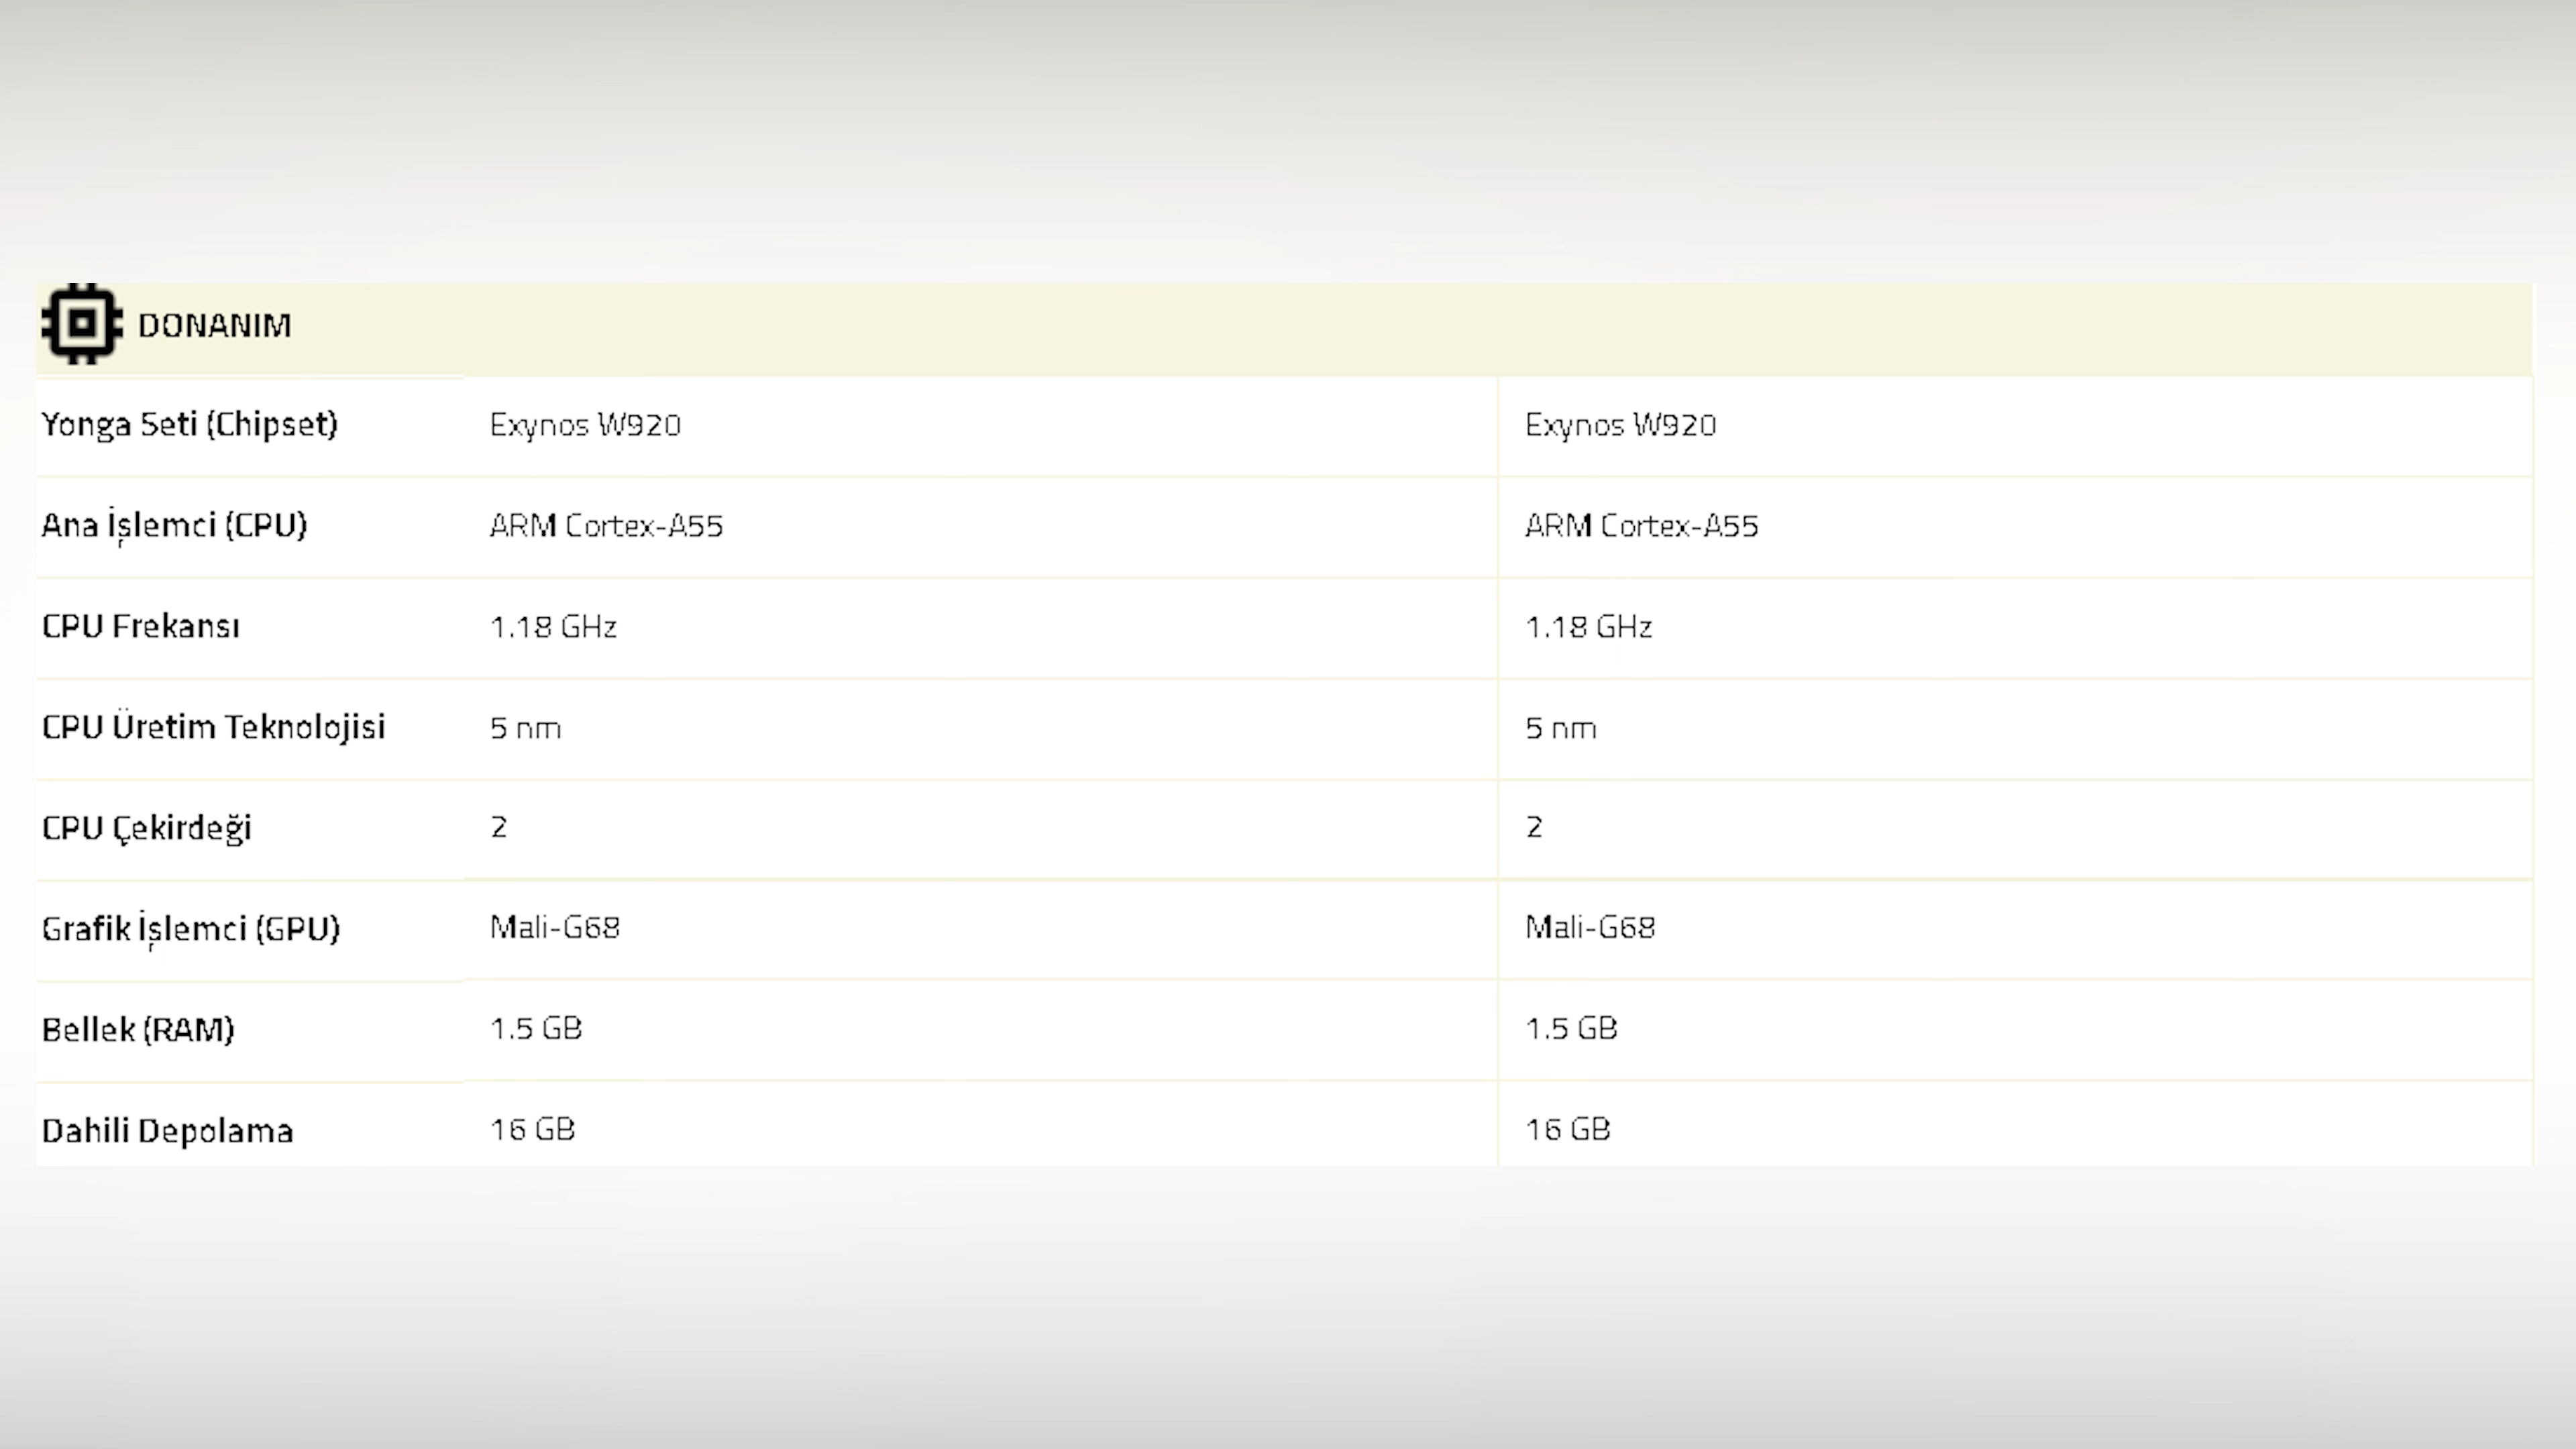 DONANIM
Yonga Seti (Chipset) Exynos W920 Exynos W920
Ana İşlemci (CPU) ARM Cortex-A55 ARM Cortex-A55
CPU Frekansı 1.18 GHz 1.18 GHz
CPU Üretim Teknolojisi 5 nm 5 nm
CPU Çekirdeği 2 2
Grafik İşlemci (GPU) Mali-G68 Mali-G68
Bellek (RAM) 1.5 GB 1.5 GB
Dahili Depolama 16 GB 16 GB